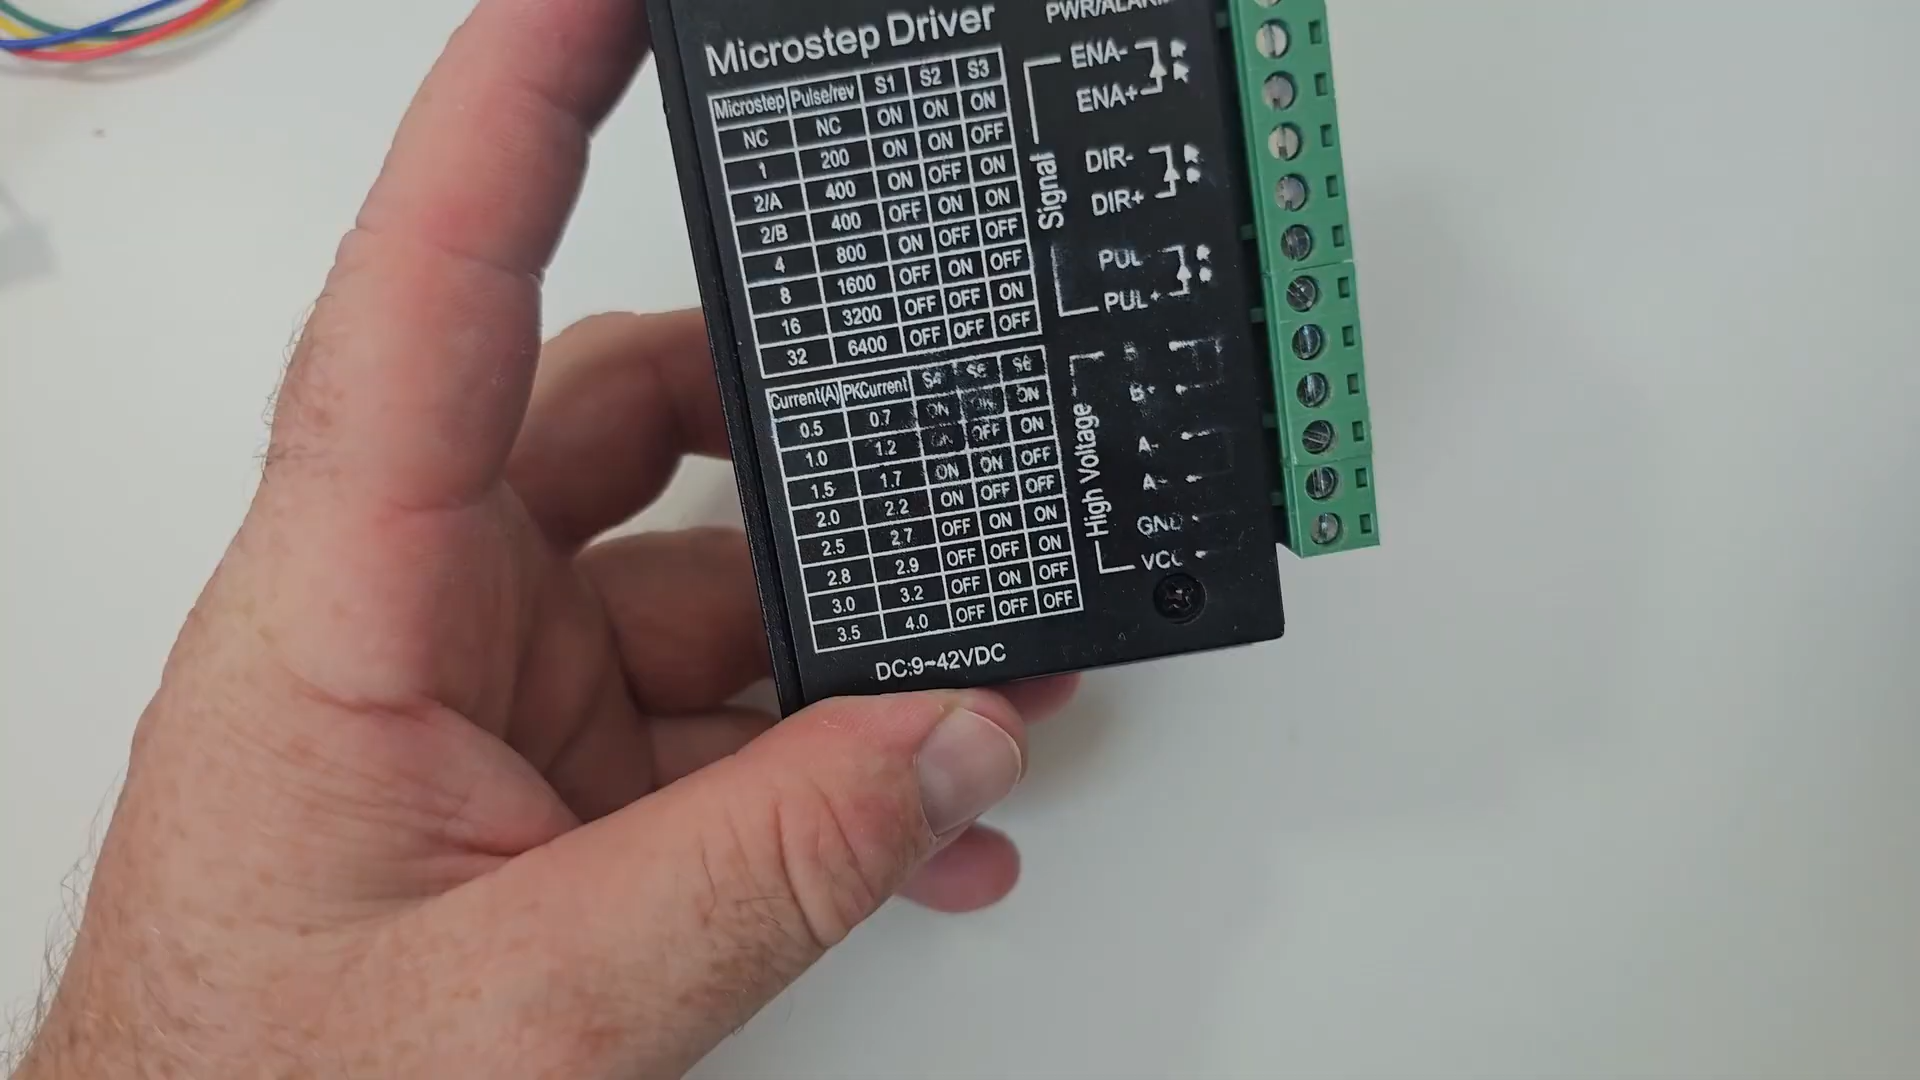 Microstep Driver
Microstep Pulse/rev S1 S2 S3
NC NC ON ON ON
1 200 ON ON OFF
2/A 400 ON OFF ON
2/B 400 OFF ON ON
4 800 ON OFF OFF
8 1600 OFF ON OFF
16 3200 OFF OFF ON
32 6400 OFF OFF OFF
Current(A) PKCurrent S4 S5 S6
0.5 0.7 ON ON ON
1.0 1.2 ON OFF ON
1.5 1.7 ON ON OFF
2.0 2.2 ON OFF OFF
2.5 2.7 OFF ON ON
2.8 2.9 OFF OFF ON
3.0 3.2 OFF ON OFF
3.5 4.0 OFF OFF OFF
DC:9~42VDC
PWR/ALARM
Signal
ENA-
ENA+
DIR-
DIR+
PUL-
PUL+
High Voltage
B+
A-
GND
VCC